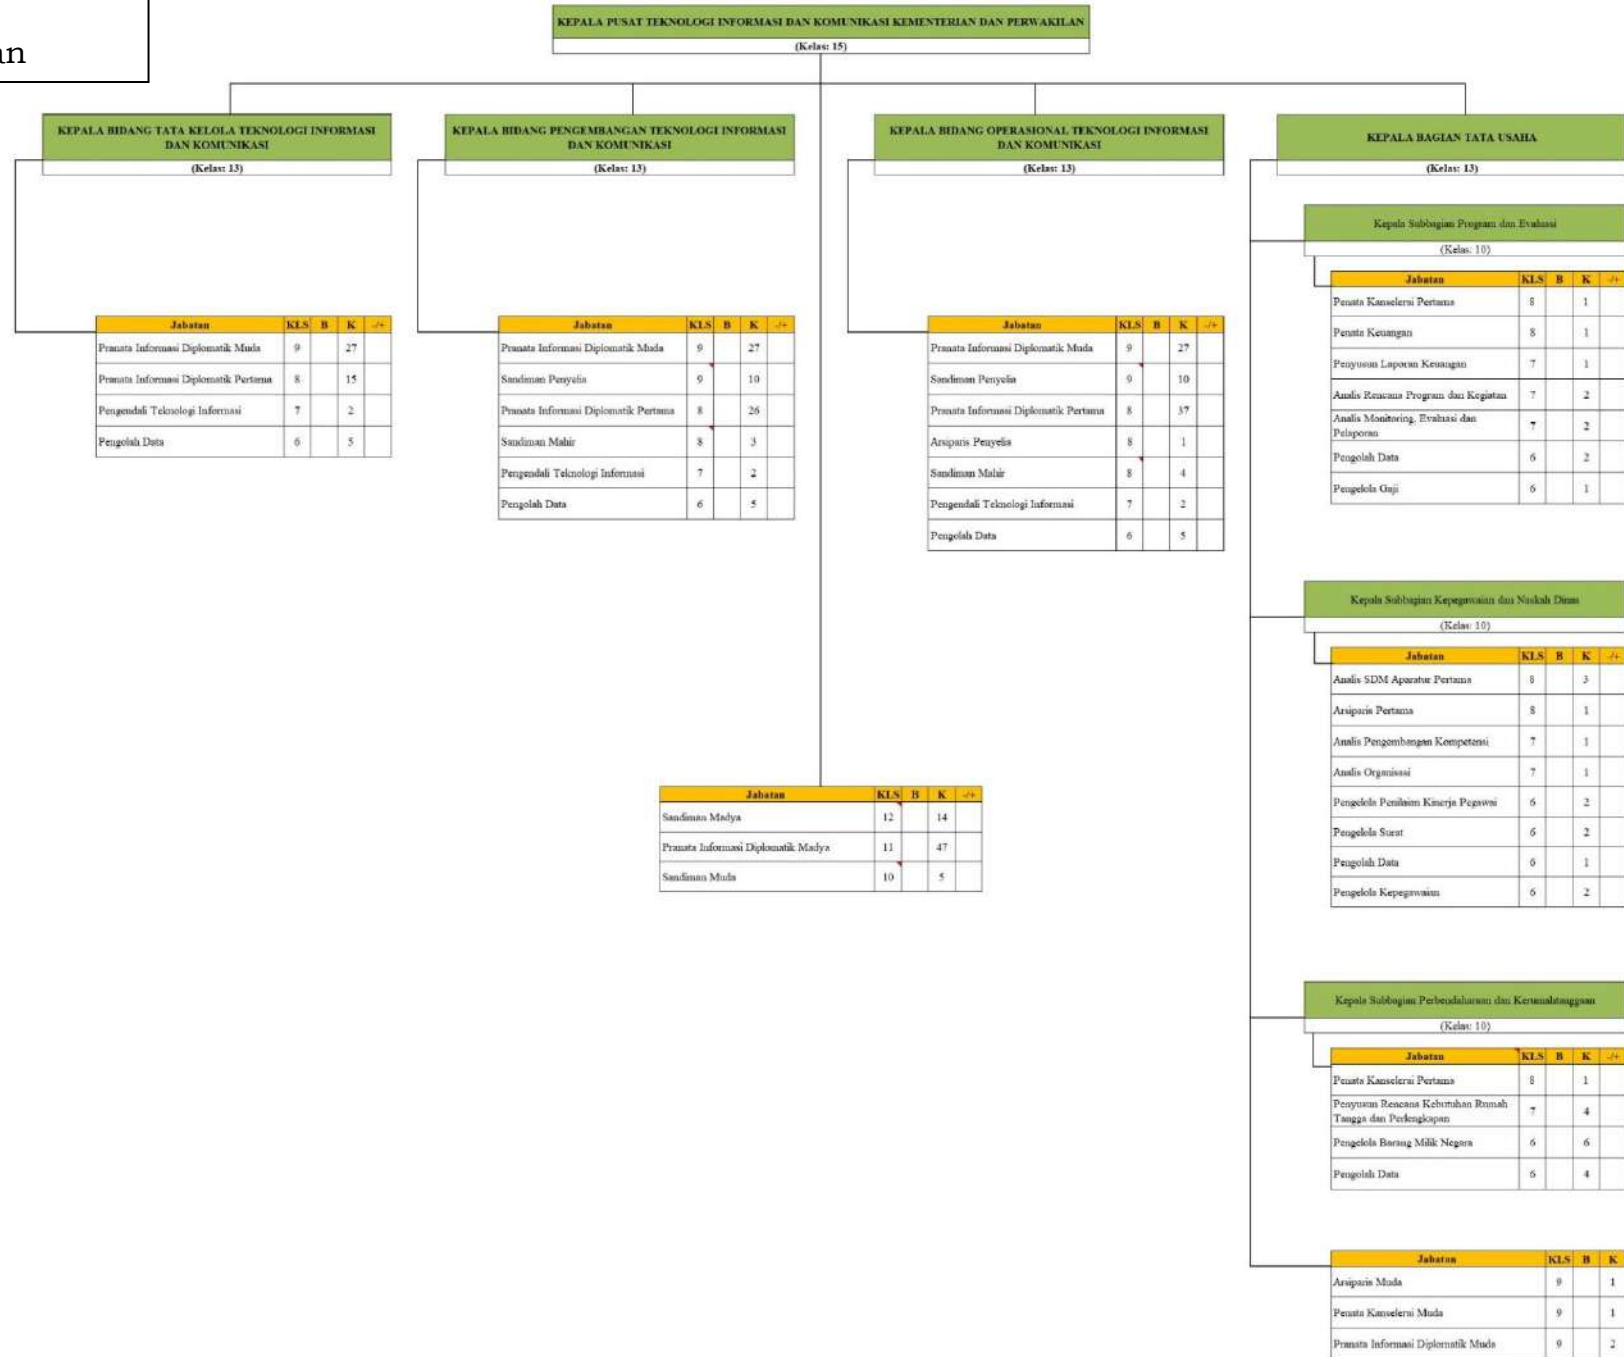 an
KEPALA PUSAT TEKNOLOGI INFORMASI DAN KOMUNIKASI KEMENTERIAN DAN PERWAKILAN
(Kelas: 15)
KEPALA BIDANG TATA KELOLA TEKNOLOGI INFORMASI
DAN KOMUNIKASI
(Kelas: 13)
Jabatan KLS B K -/+
Pranata Informasi Diplomatik Muda 9 27
Pranata Informasi Diplomatik Pertama 8 15
Pengendali Teknologi Informasi 7 2
Pengolah Data 6 5
KEPALA BIDANG PENGEMBANGAN TEKNOLOGI INFORMASI
DAN KOMUNIKASI
(Kelas: 13)
Jabatan KLS B K -/+
Pranata Informasi Diplomatik Muda 9 27
Sandiman Penyelia 9 10
Pranata Informasi Diplomatik Pertama 8 26
Sandiman Mahir 8 3
Pengendali Teknologi Informasi 7 2
Pengolah Data 6 5
KEPALA BIDANG OPERASIONAL TEKNOLOGI INFORMASI
DAN KOMUNIKASI
(Kelas: 13)
Jabatan KLS B K -/+
Pranata Informasi Diplomatik Muda 9 27
Sandiman Penyelia 9 10
Pranata Informasi Diplomatik Pertama 8 37
Arsiparis Penyelia 8 1
Sandiman Mahir 8 4
Pengendali Teknologi Informasi 7 2
Pengolah Data 6 5
Jabatan KLS B K -/+
Sandiman Madya 12 14
Pranata Informasi Diplomatik Madya 11 47
Sandiman Muda 10 5
KEPALA BAGIAN TATA USAHA
(Kelas: 13)
Kepala Subbagian Program dan Evaluasi
(Kelas: 10)
Jabatan KLS B K -/+
Penata Kanselerai Pertama 8 1
Penata Keuangan 8 1
Penyusun Laporan Keuangan 7 1
Analis Rencana Program dan Kegiatan 7 2
Analis Monitoring, Evaluasi dan
Pelaporan 7 2
Pengolah Data 6 2
Pengelola Gaji 6 1
Kepala Subbagian Kepegawaian dan Naskah Dinas
(Kelas: 10)
Jabatan KLS B K -/+
Analis SDM Aparatur Pertama 8 3
Arsiparis Pertama 8 1
Analis Pengembangan Kompetensi 7 1
Analis Organisasi 7 1
Pengelola Penilaian Kinerja Pegawai 6 2
Pengelola Surat 6 2
Pengolah Data 6 1
Pengelola Kepegawaian 6 2
Kepala Subbagian Perbendaharaan dan Kerumahtanggaan
(Kelas: 10)
Jabatan KLS B K -/+
Penata Kanselerai Pertama 8 1
Penyusun Rencana Kebutuhan Rumah
Tangga dan Perlengkapan 7 4
Pengelola Barang Milik Negara 6 6
Pengolah Data 6 4
Jabatan KLS B K
Arsiparis Muda 9 1
Penata Kanselerai Muda 9 1
Pranata Informasi Diplomatik Muda 9 2